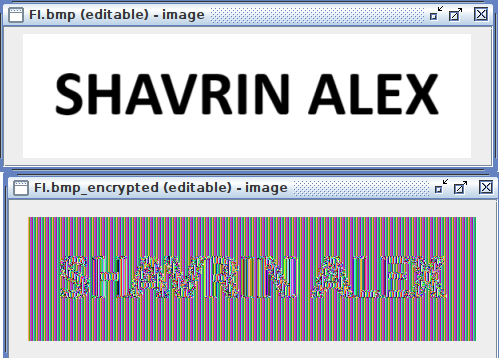 FI.bmp (editable) - image
SHAVRIN ALEX
FI.bmp_encrypted (editable) - image
SHAVRIN ALEX